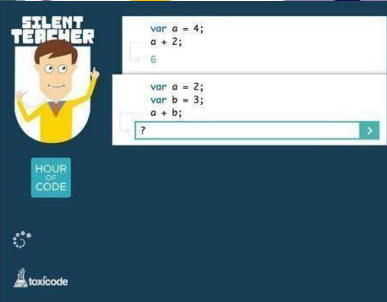 SILENT
TEACHER
var a = 4;
a + 2;
6
var a = 2;
var b = 3;
a + b;
?
>
HOUR
OF
CODE
toxicode